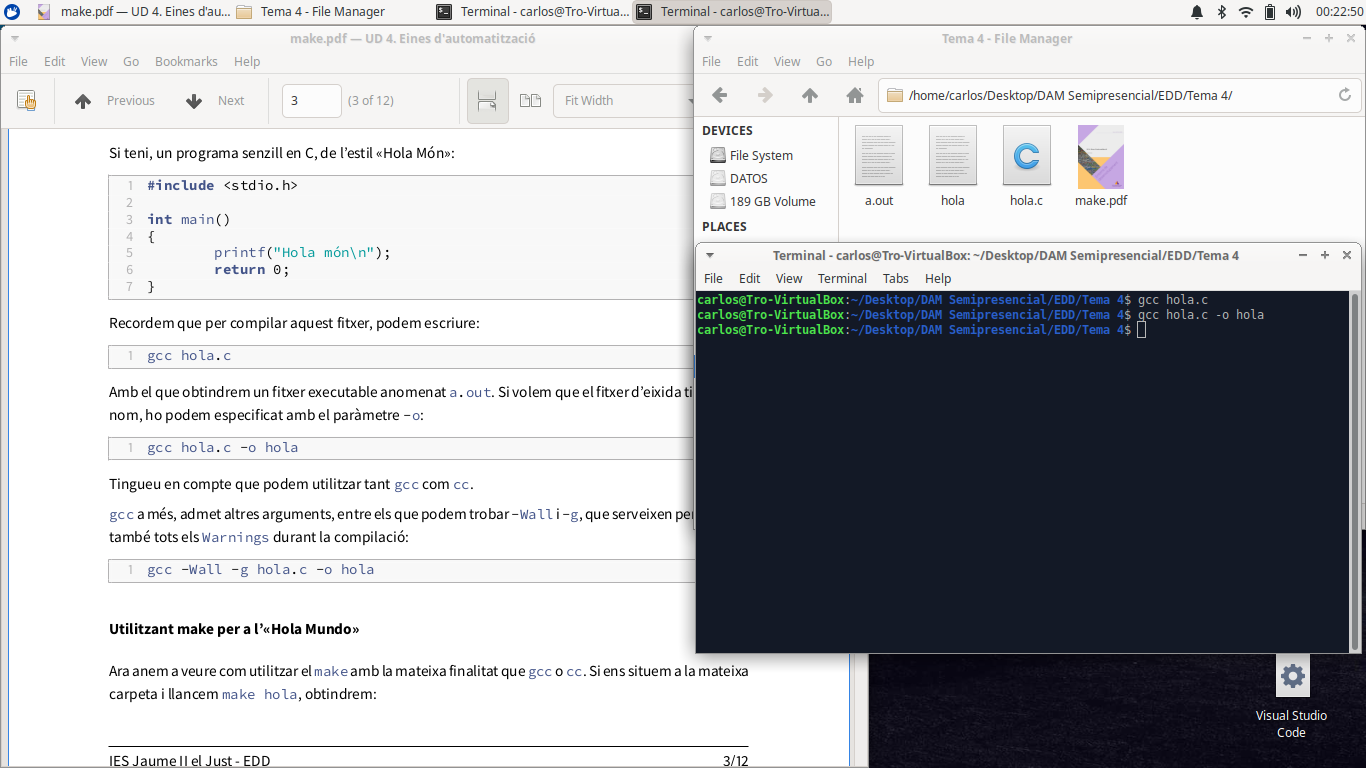 make.pdf — UD 4. Eines d'au...
Tema 4 - File Manager
Terminal - carlos@Tro-Virtua...
Terminal - carlos@Tro-Virtua...
00:22:50
make.pdf — UD 4. Eines d'automatització
File Edit View Go Bookmarks Help
Previous Next 3 (3 of 12) Fit Width
Si teni, un programa senzill en C, de l'estil «Hola Món»:
1 #include <stdio.h>
2
3 int main()
4 {
5 printf("Hola món\n");
6 return 0;
7 }
Recordem que per compilar aquest fitxer, podem escriure:
1 gcc hola.c
Amb el que obtindrem un fitxer executable anomenat a.out. Si volem que el fitxer d'eixida ti
nom, ho podem especificat amb el paràmetre -o:
1 gcc hola.c -o hola
Tingueu en compte que podem utilitzar tant gcc com cc.
gcc a més, admet altres arguments, entre els que podem trobar -Wall i -g, que serveixen per
també tots els Warnings durant la compilació:
1 gcc -Wall -g hola.c -o hola
Utilitzant make per a l'«Hola Mundo»
Ara anem a veure com utilitzar el make amb la mateixa finalitat que gcc o cc. Si ens situem a la mateixa
carpeta i llancem make hola, obtindrem:
IES Jaume II el Just - EDD 3/12
Tema 4 - File Manager
File Edit View Go Help
/home/carlos/Desktop/DAM Semipresencial/EDD/Tema 4/
DEVICES
File System
DATOS
189 GB Volume
PLACES
a.out hola hola.c make.pdf
Terminal - carlos@Tro-VirtualBox: ~/Desktop/DAM Semipresencial/EDD/Tema 4
File Edit View Terminal Tabs Help
carlos@Tro-VirtualBox:~/Desktop/DAM Semipresencial/EDD/Tema 4$ gcc hola.c
carlos@Tro-VirtualBox:~/Desktop/DAM Semipresencial/EDD/Tema 4$ gcc hola.c -o hola
carlos@Tro-VirtualBox:~/Desktop/DAM Semipresencial/EDD/Tema 4$
Visual Studio
Code